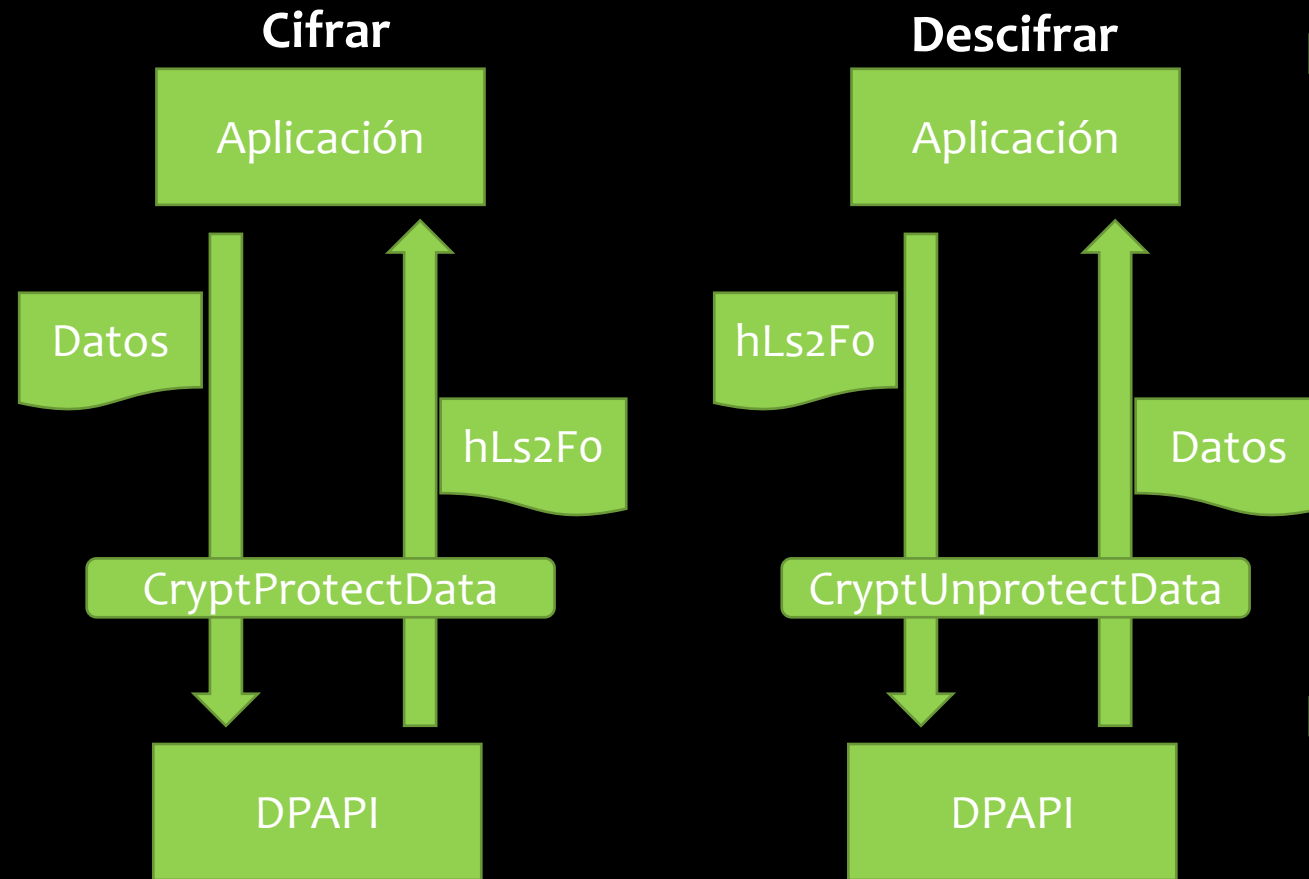 Cifrar
Aplicación
Datos
hLs2F0
CryptProtectData
DPAPI
Descifrar
Aplicación
hLs2F0
Datos
CryptUnprotectData
DPAPI